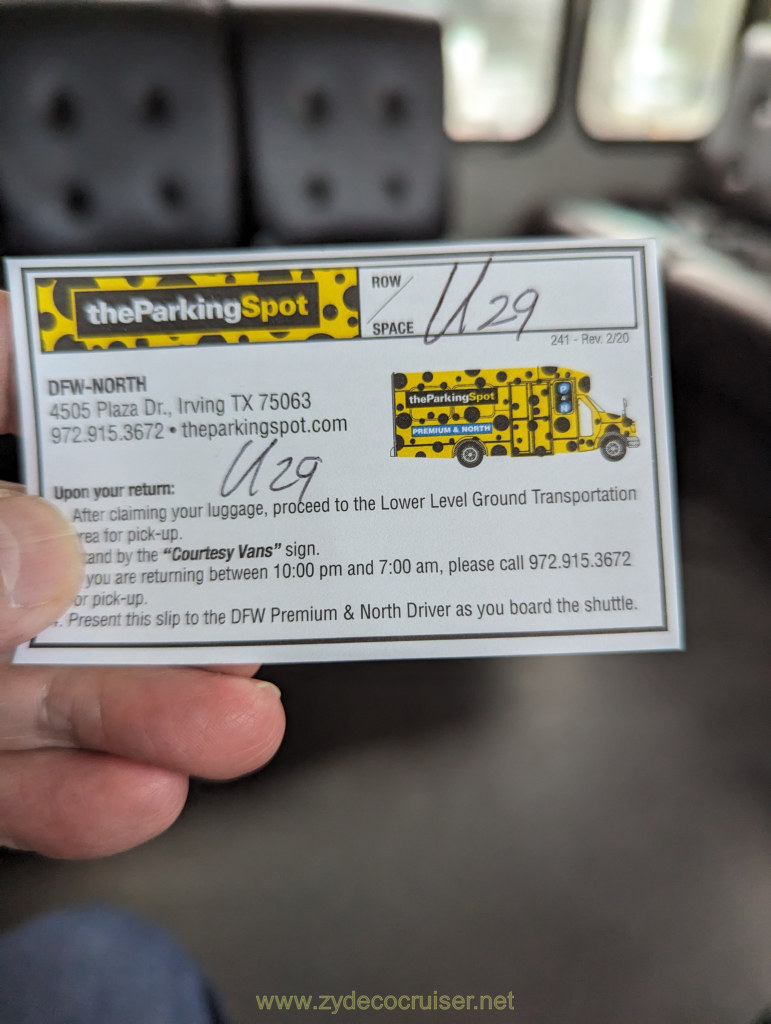 theParkingSpot
ROW / SPACE U29
241 - Rev. 2/20
DFW-NORTH
4505 Plaza Dr., Irving TX 75063
972.915.3672 • theparkingspot.com
theParkingSpot
PREMIUM & NORTH
P
&
N
U29
Upon your return:
After claiming your luggage, proceed to the Lower Level Ground Transportation
rea for pick-up.
tand by the “Courtesy Vans” sign.
you are returning between 10:00 pm and 7:00 am, please call 972.915.3672
or pick-up.
. Present this slip to the DFW Premium & North Driver as you board the shuttle.
www.zydecocruiser.net